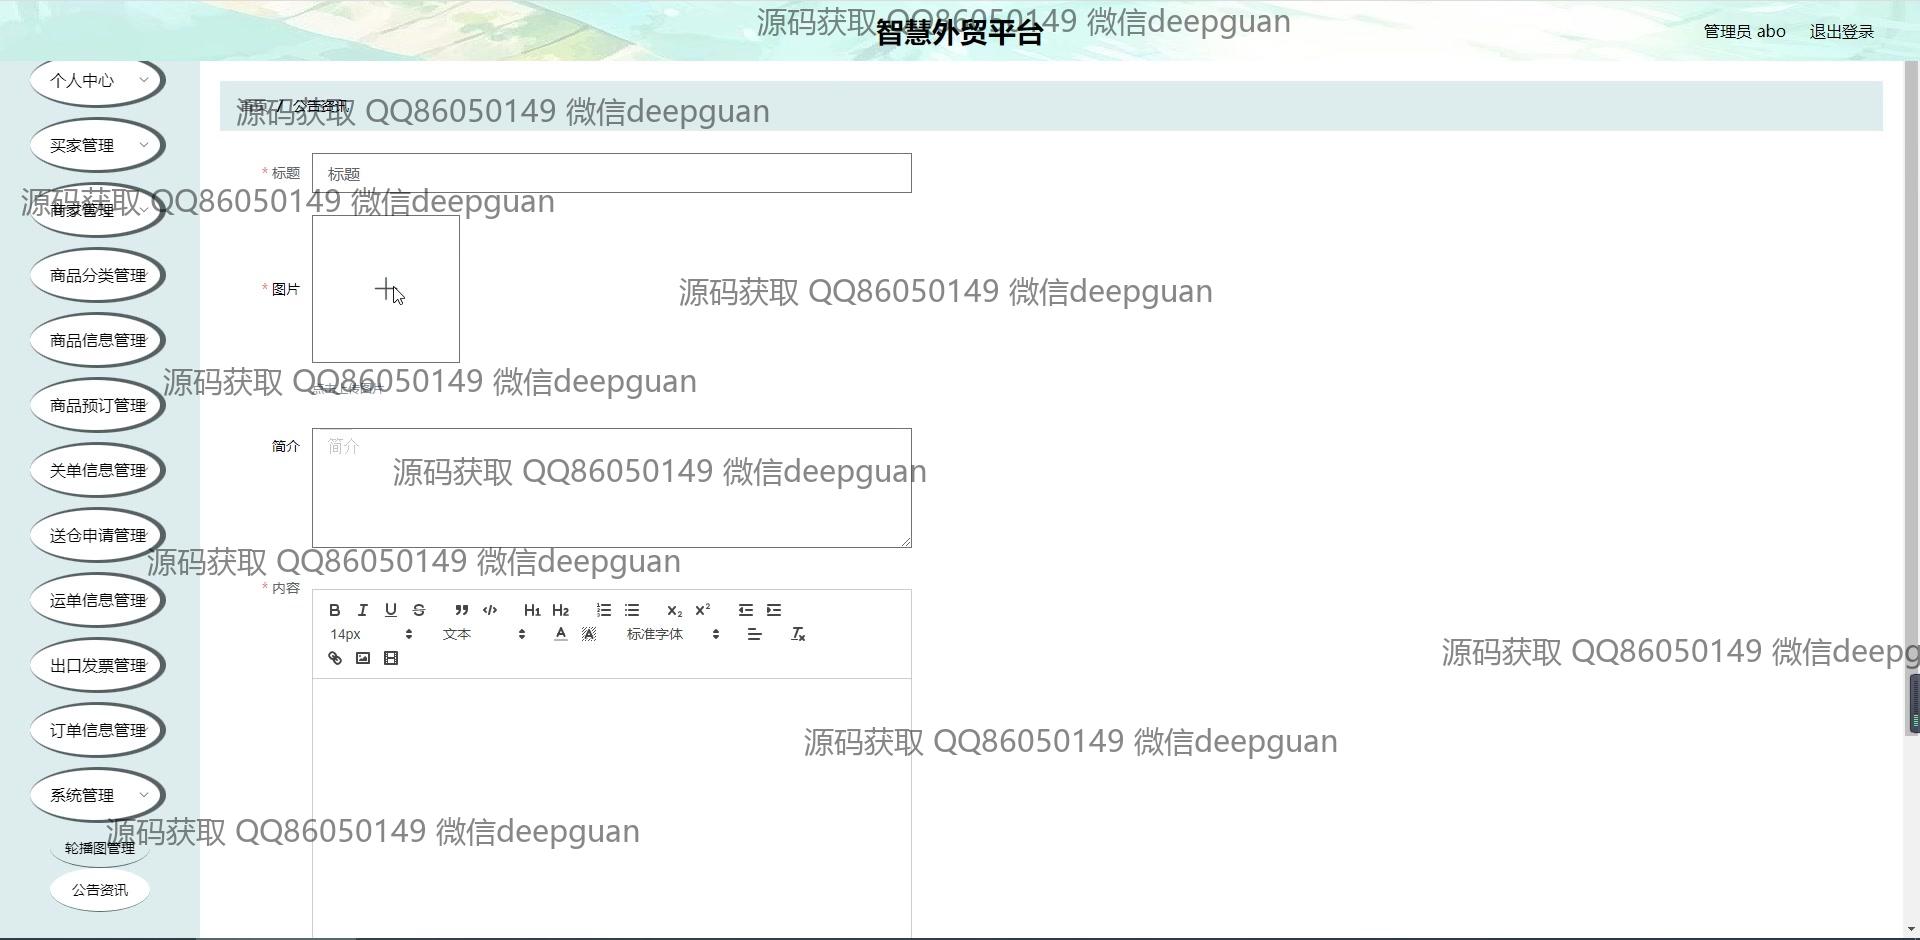 源码获取 QQ86050149 微信deepguan
智慧外贸平台
管理员 abo
退出登录
个人中心
买家管理
商家管理
商品分类管理
商品信息管理
商品预订管理
关单信息管理
送仓申请管理
运单信息管理
出口发票管理
订单信息管理
系统管理
轮播图管理
公告资讯
/ 公告资讯
源码获取 QQ86050149 微信deepguan
* 标题
标题
源码获取 QQ86050149 微信deepguan
* 图片
源码获取 QQ86050149 微信deepguan
点击上传图片
源码获取 QQ86050149 微信deepguan
简介
简介
源码获取 QQ86050149 微信deepguan
源码获取 QQ86050149 微信deepguan
* 内容
B I U S H1 H2 X₂ X²
14px 文本 A A 标准字体 Tx
源码获取 QQ86050149 微信deepg
源码获取 QQ86050149 微信deepguan
源码获取 QQ86050149 微信deepguan